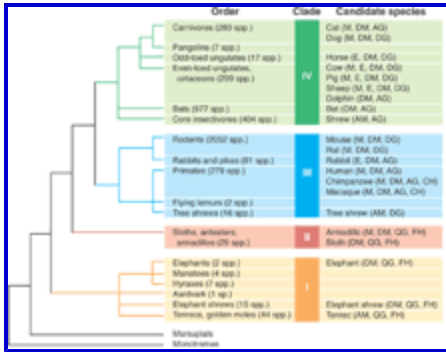 Order Clade Candidate species
Carnivores (280 spp.) Cat (M, DM, AG)
Dog (M, DM, DG)
Pangolins (7 spp.)
Odd-toed ungulates (17 spp.) Horse (E, DM, DG)
Even-toed ungulates, Cow (M, E, DM, DG)
cetaceans (299 spp.) IV Pig (M, E, DM, DG)
Sheep (M, E, DM, DG)
Dolphin (DM, AG)
Bats (977 spp.) Bat (DM, AG)
Core insectivores (404 spp.) Shrew (AM, AG)
Rodents (2052 spp.) Mouse (M, DM, DG)
Rat (M, DM, DG)
Rabbits and pikas (81 spp.) Rabbit (E, DM, AG)
Primates (279 spp.) III Human (M, DM, AG)
Chimpanzee (M, DM, AG, CH)
Macaque (M, DM, AG, CH)
Flying lemurs (2 spp.)
Tree shrews (16 spp.) Tree shrew (AM, DG)
Sloths, anteaters, II Armadillo (M, DM, QG, FH)
armadillos (29 spp.) Sloth (DM, QG, FH)
Elephants (2 spp.) Elephant (DM, QG, FH)
Manatees (4 spp.)
Hyraxes (7 spp.) I
Aardvark (1 sp.)
Elephant shrews (15 spp.) Elephant shrew (DM, QG, FH)
Tenrecs, golden moles (44 spp.) Tenrec (AM, QG, FH)
Marsupials
Monotremes